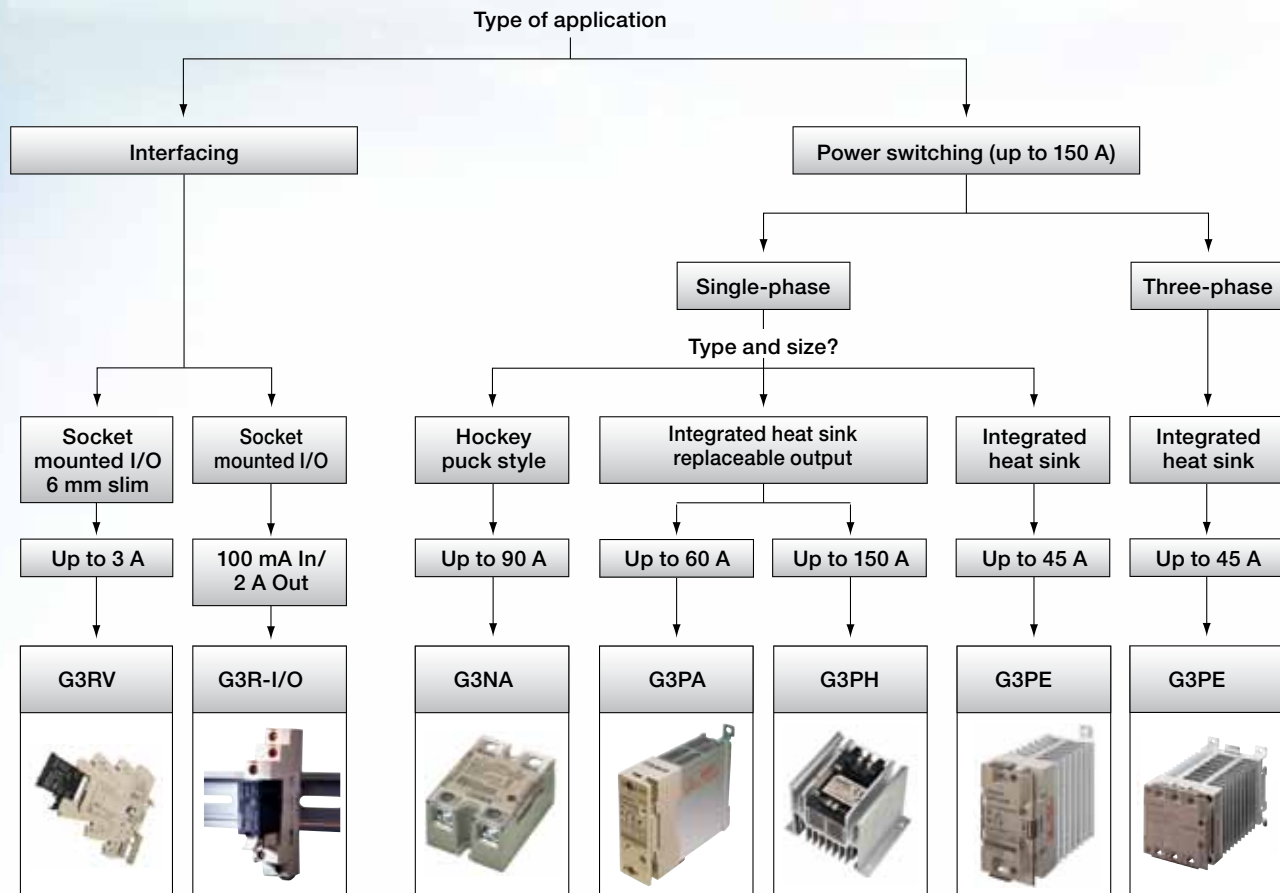 Type of application
Interfacing
Power switching (up to 150 A)
Single-phase
Three-phase
Type and size?
Socket
mounted I/O
6 mm slim
Socket
mounted I/O
Hockey
puck style
Integrated heat sink
replaceable output
Integrated
heat sink
Integrated
heat sink
Up to 3 A
100 mA In/
2 A Out
Up to 90 A
Up to 60 A
Up to 150 A
Up to 45 A
Up to 45 A
G3RV
G3R-I/O
G3NA
G3PA
G3PH
G3PE
G3PE